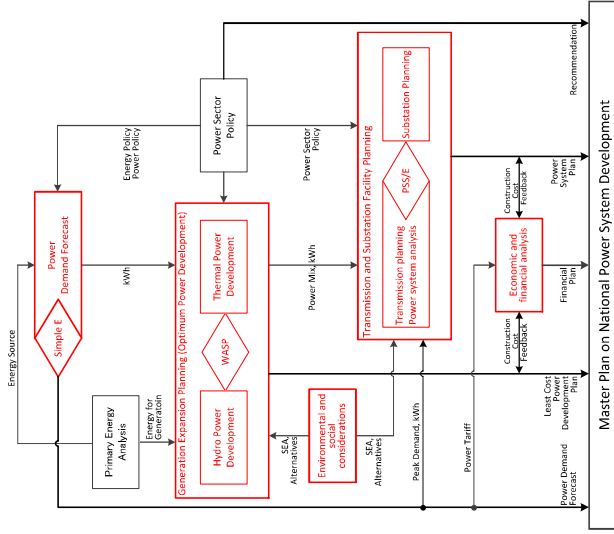 Energy Source
Primary Energy
Analysis
Energy for
Generatoin
Simple E
Power
Demand Forecast
kWh
Energy Policy
Power Policy
Power Sector
Policy
Power Sector
Policy
Generation Expansion Planning (Optimum Power Development)
Hydro Power
Development
WASP
Thermal Power
Development
SEA,
Alternatives
Environmental and
social
considerations
SEA,
Alternatives
Power Mix, kWh
Transmission and Substation Facility Planning
Transmission planning
Power system analysis
PSS/E
Substation Planning
Peak Demand, kWh
Power Tariff
Construction
Cost
Feedback
Economic and
financial analysis
Construction
Cost
Feedback
Power Demand
Forecast
Least Cost
Power
Development
Plan
Financial
Plan
Power
System
Plan
Recommendation
Master Plan on National Power System Development